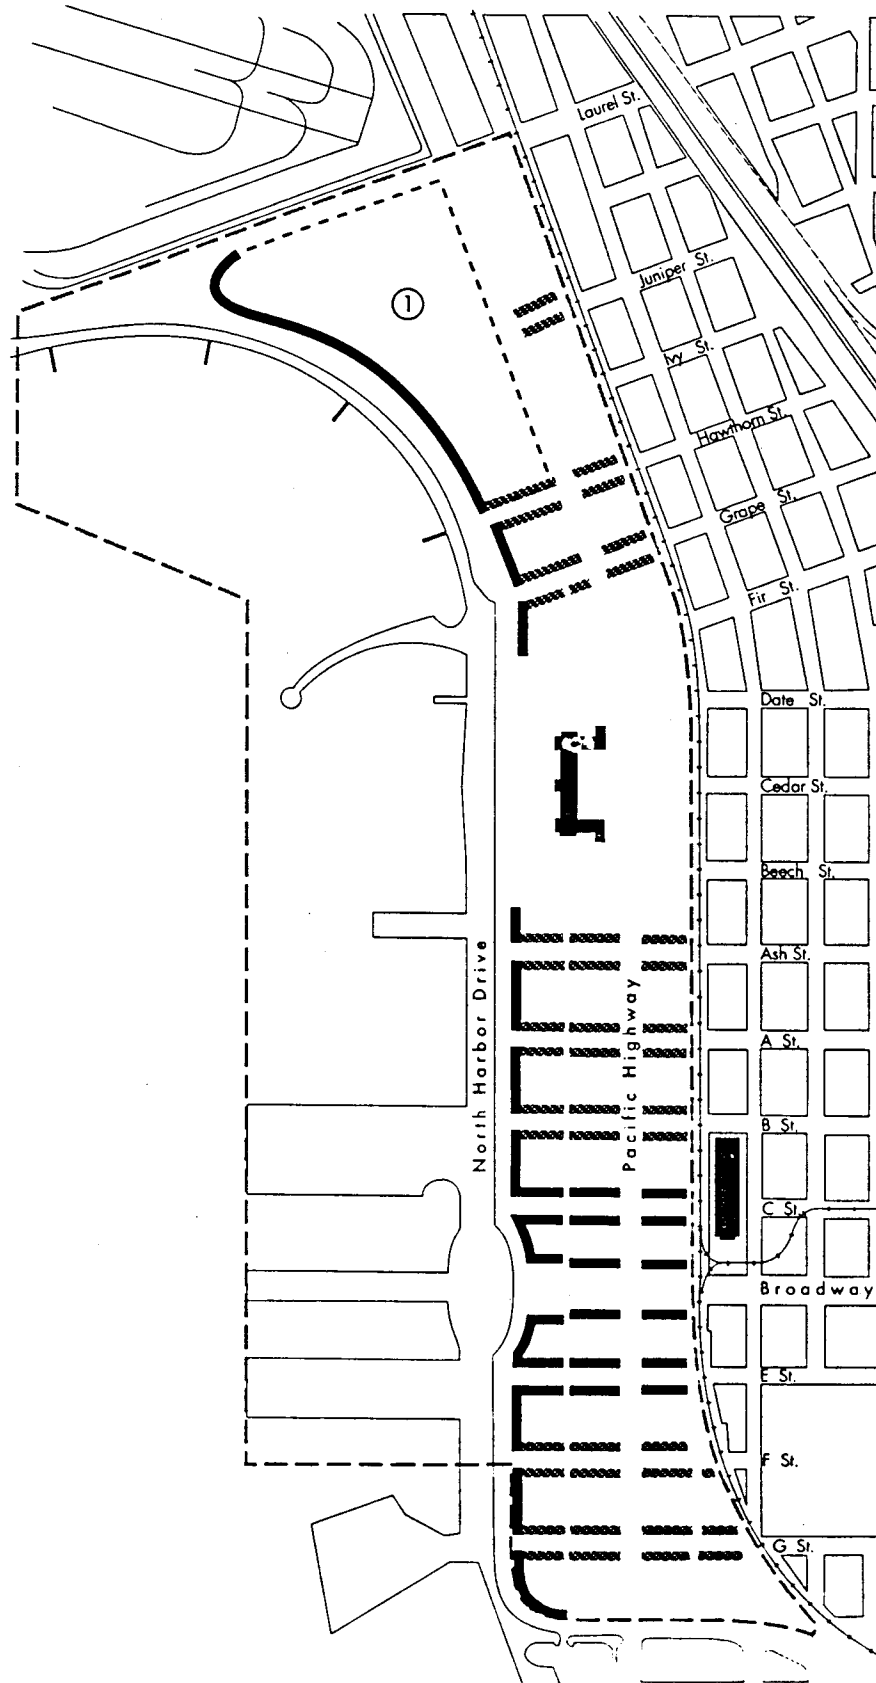 Laurel St.
Juniper St.
1
Ivy St.
Hawthorn St.
Grape St.
Fir St.
Date St.
Cedar St.
Beech St.
Ash St.
North Harbor Drive
Pacific Highway
A St.
B St.
C St.
Broadway
E St.
F St.
G St.